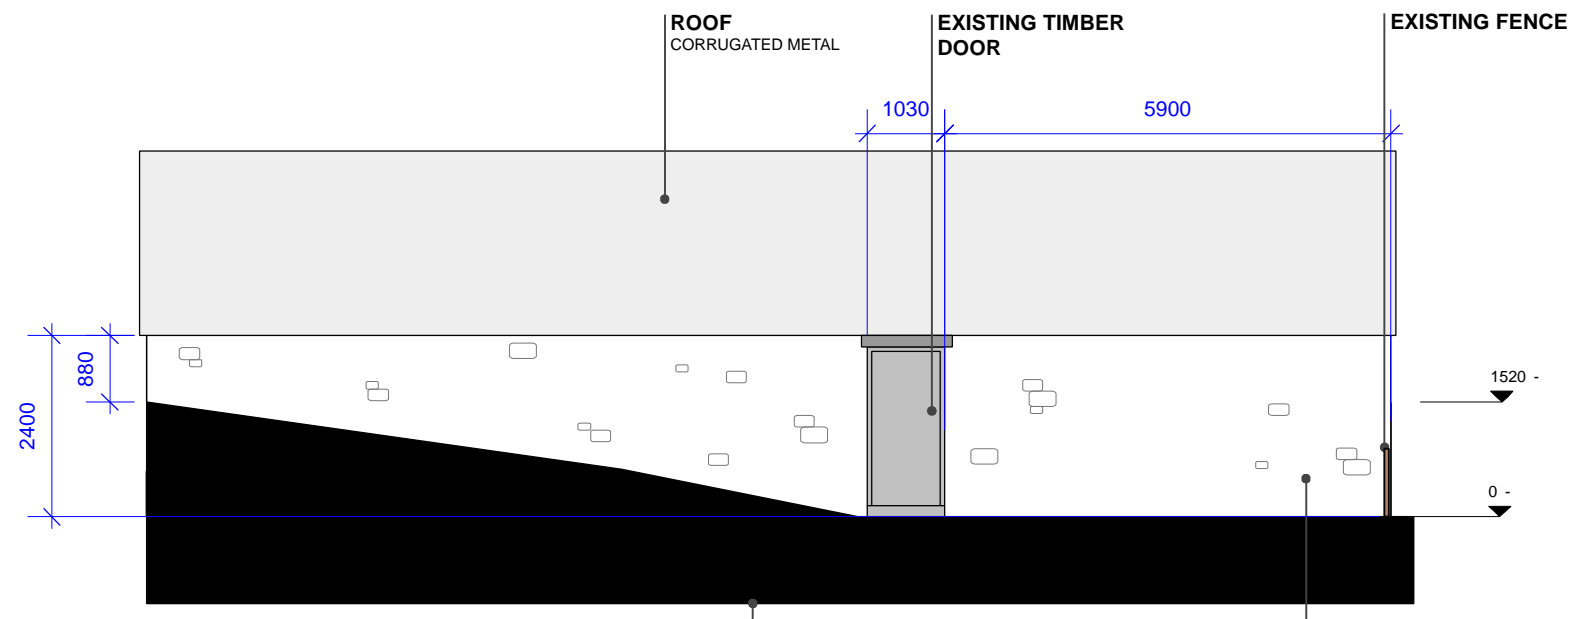 ROOF
CORRUGATED METAL
EXISTING TIMBER
DOOR
EXISTING FENCE
1030
5900
880
2400
1520 -
0 -